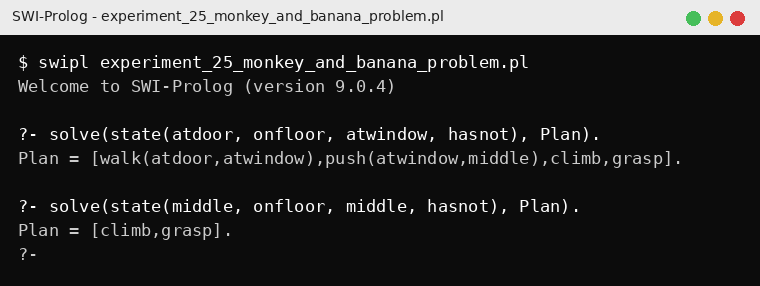 SWI-Prolog - experiment_25_monkey_and_banana_problem.pl
$ swipl experiment_25_monkey_and_banana_problem.pl
Welcome to SWI-Prolog (version 9.0.4)
?- solve(state(atdoor, onfloor, atwindow, hasnot), Plan).
Plan = [walk(atdoor,atwindow),push(atwindow,middle),climb,grasp].
?- solve(state(middle, onfloor, middle, hasnot), Plan).
Plan = [climb,grasp].
?-